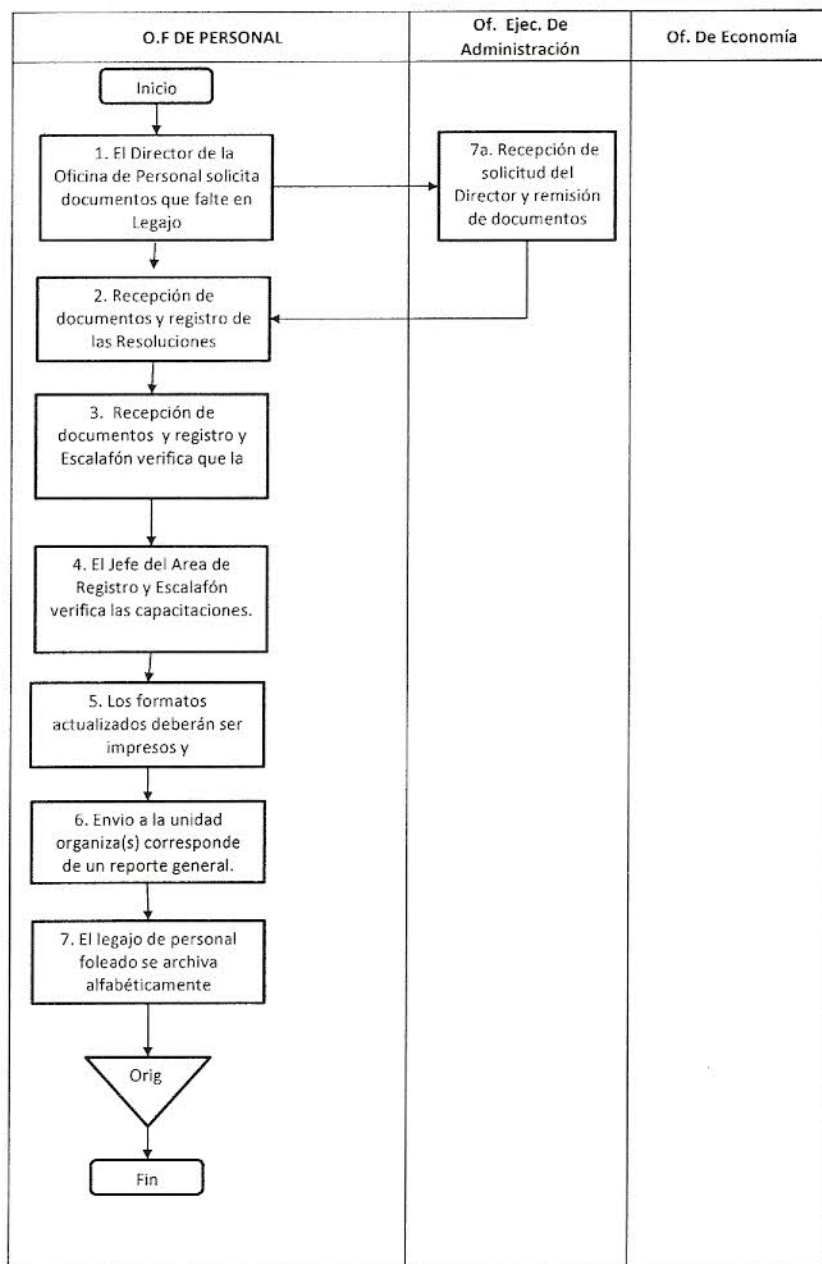 O.F DE PERSONAL
Of. Ejec. De
Administración
Of. De Economía
Inicio
1. El Director de la
Oficina de Personal solicita
documentos que falte en
Legajo
7a. Recepción de
solicitud del
Director y remisión
de documentos
2. Recepción de
documentos y registro de
las Resoluciones
3. Recepción de
documentos y registro y
Escalafón verifica que la
4. El Jefe del Area de
Registro y Escalafón
verifica las capacitaciones.
5. Los formatos
actualizados deberán ser
impresos y
6. Envio a la unidad
organiza(s) corresponde
de un reporte general.
7. El legajo de personal
foleado se archiva
alfabéticamente
Orig
Fin